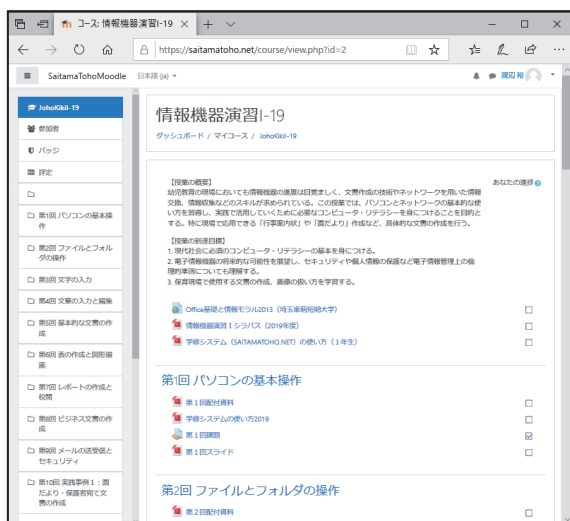 コース: 情報機器演習I-19
https://saitamatoho.net/course/view.php?id=2
SaitamaTohoMoodle 日本語 (ja)
渡辺 裕
JohoKikiI-19
参加者
バッジ
評定
第1回 パソコンの基本操作
第2回 ファイルとフォルダの操作
第3回 文字の入力
第4回 文章の入力と編集
第5回 基本的な文書の作成
第6回 表の作成と図形描画
第7回 レポートの作成と校閲
第8回 ビジネス文書の作成
第9回 メールの送受信とセキュリティ
第10回 実践事例1:園だより・保護者宛て文書の作成
情報機器演習I-19
ダッシュボード / マイコース / JohoKikiI-19
あなたの進捗
【授業の概要】
幼児教育の現場においても情報機器の進展は目覚ましく、文書作成の技術やネットワークを用いた情報
交換、情報収集などのスキルが求められている。この授業では、パソコンとネットワークの基本的な使
い方を習得し、実践で活用していくために必要なコンピュータ・リテラシーを身につけることを目的と
する。特に現場で応用できる「行事案内状」や「園だより」作成など、具体的な文書の作成を行う。
【授業の到達目標】
1. 現代社会に必須のコンピュータ・リテラシーの基本を身につける。
2. 電子情報機器の将来的な可能性を展望し、セキュリティや個人情報の保護など電子情報管理上の倫
理的準則についても理解する。
3. 保育現場で使用する文書の作成、画像の扱い方を学習する。
Office基礎と情報モラル2013(埼玉東萌短期大学)
情報機器演習Ⅰシラバス(2019年度)
学修システム(SAITAMATOHO.NET)の使い方(1年生)
第1回 パソコンの基本操作
第1回配付資料
学修システムの使い方2019
第1回課題
第1回スライド
第2回 ファイルとフォルダの操作
第2回配付資料